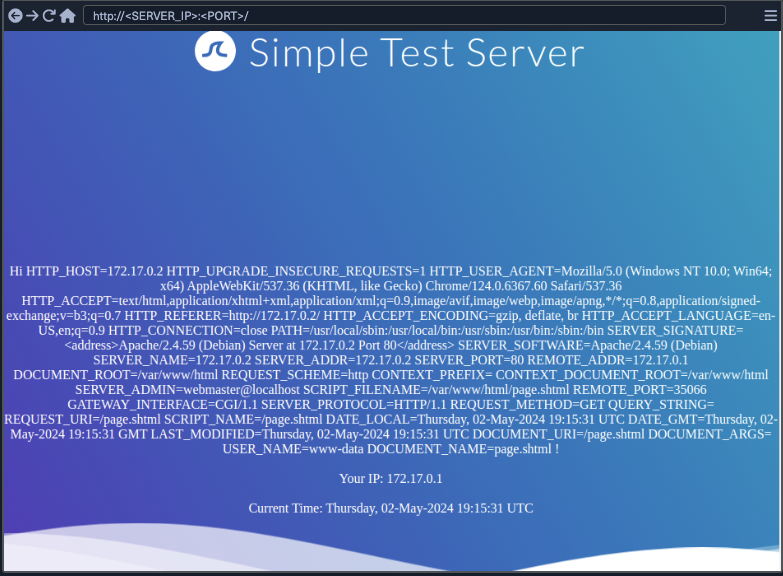 http://<SERVER_IP>:<PORT>/
Simple Test Server
Hi HTTP_HOST=172.17.0.2 HTTP_UPGRADE_INSECURE_REQUESTS=1 HTTP_USER_AGENT=Mozilla/5.0 (Windows NT 10.0; Win64;
x64) AppleWebKit/537.36 (KHTML, like Gecko) Chrome/124.0.6367.60 Safari/537.36
HTTP_ACCEPT=text/html,application/xhtml+xml,application/xml;q=0.9,image/avif,image/webp,image/apng,*/*;q=0.8,application/signed-
exchange;v=b3;q=0.7 HTTP_REFERER=http://172.17.0.2/ HTTP_ACCEPT_ENCODING=gzip, deflate, br HTTP_ACCEPT_LANGUAGE=en-
US,en;q=0.9 HTTP_CONNECTION=close PATH=/usr/local/sbin:/usr/local/bin:/usr/sbin:/usr/bin:/sbin:/bin SERVER_SIGNATURE=
<address>Apache/2.4.59 (Debian) Server at 172.17.0.2 Port 80</address> SERVER_SOFTWARE=Apache/2.4.59 (Debian)
SERVER_NAME=172.17.0.2 SERVER_ADDR=172.17.0.2 SERVER_PORT=80 REMOTE_ADDR=172.17.0.1
DOCUMENT_ROOT=/var/www/html REQUEST_SCHEME=http CONTEXT_PREFIX= CONTEXT_DOCUMENT_ROOT=/var/www/html
SERVER_ADMIN=webmaster@localhost SCRIPT_FILENAME=/var/www/html/page.shtml REMOTE_PORT=35066
GATEWAY_INTERFACE=CGI/1.1 SERVER_PROTOCOL=HTTP/1.1 REQUEST_METHOD=GET QUERY_STRING=
REQUEST_URI=/page.shtml SCRIPT_NAME=/page.shtml DATE_LOCAL=Thursday, 02-May-2024 19:15:31 UTC DATE_GMT=Thursday, 02-
May-2024 19:15:31 GMT LAST_MODIFIED=Thursday, 02-May-2024 19:15:31 UTC DOCUMENT_URI=/page.shtml DOCUMENT_ARGS=
USER_NAME=www-data DOCUMENT_NAME=page.shtml !
Your IP: 172.17.0.1
Current Time: Thursday, 02-May-2024 19:15:31 UTC